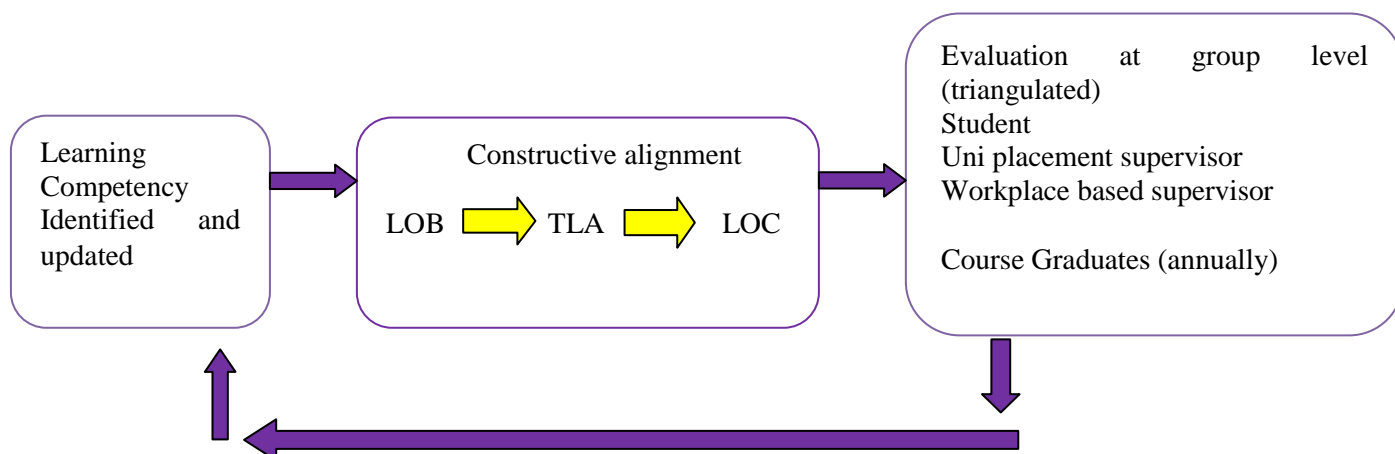 Learning
Competency
Identified and
updated
Constructive alignment
LOB TLA LOC
Evaluation at group level
(triangulated)
Student
Uni placement supervisor
Workplace based supervisor
Course Graduates (annually)